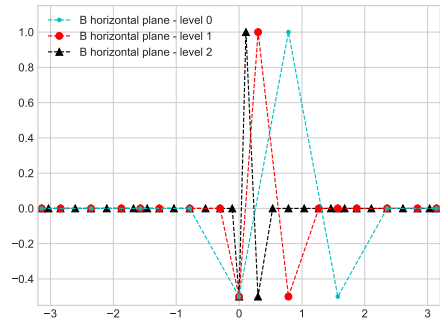 B horizontal plane - level 0
B horizontal plane - level 1
B horizontal plane - level 2
1.0
0.8
0.6
0.4
0.2
0.0
−0.2
−0.4
−3 −2 −1 0 1 2 3